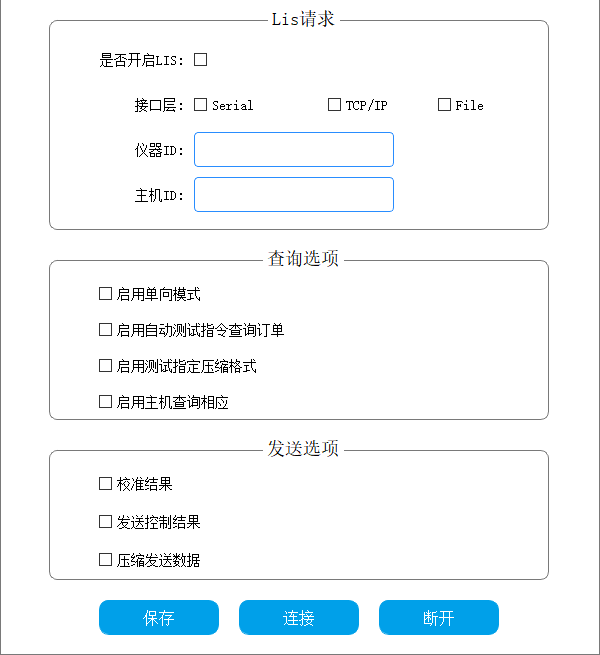 Lis请求
是否开启LIS:
接口层: Serial TCP/IP File
仪器ID:
主机ID:
查询选项
启用单向模式
启用自动测试指令查询订单
启用测试指定压缩格式
启用主机查询相应
发送选项
校准结果
发送控制结果
压缩发送数据
保存 连接 断开